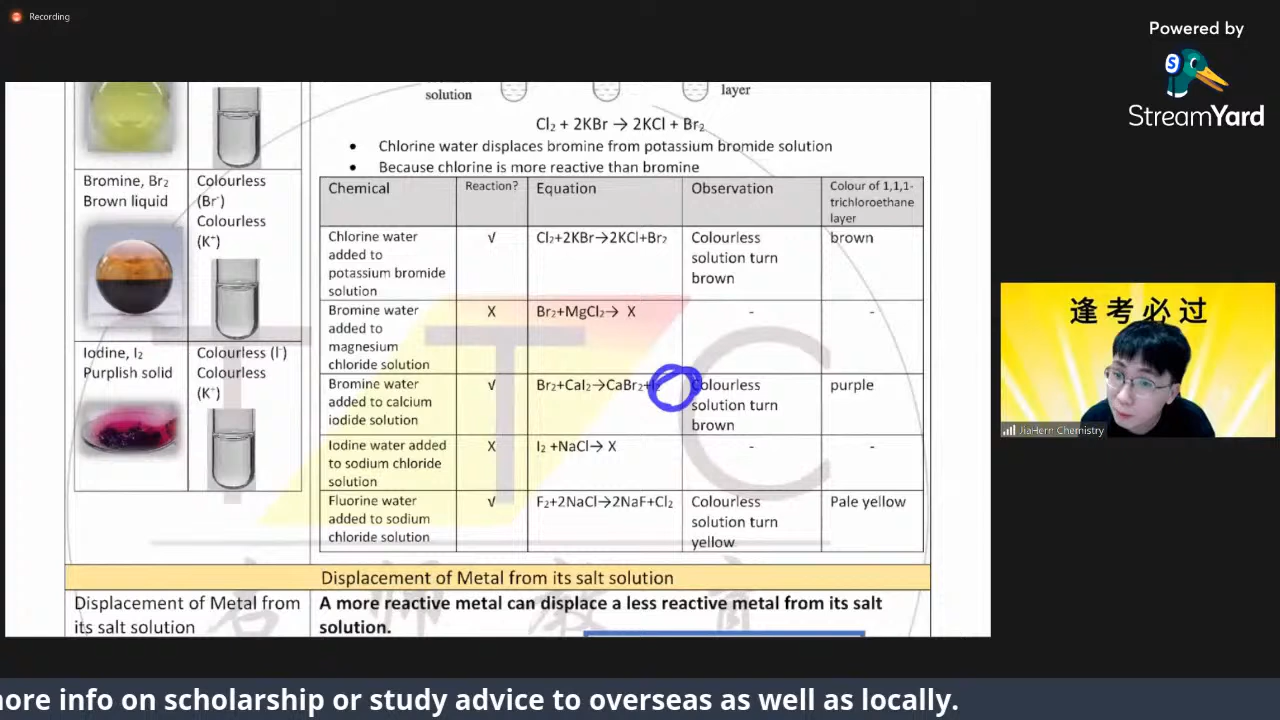 Recording
Powered by
StreamYard
solution
layer
Cl₂ + 2KBr → 2KCl + Br₂
• Chlorine water displaces bromine from potassium bromide solution
• Because chlorine is more reactive than bromine
Bromine, Br₂
Brown liquid
Colourless
(Br⁻)
Colourless
(K⁺)
Iodine, I₂
Purplish solid
Colourless (I⁻)
Colourless
(K⁺)
Chemical
Reaction?
Equation
Observation
Colour of 1,1,1-
trichloroethane
layer
Chlorine water
added to
potassium bromide
solution
√
Cl₂+2KBr→2KCl+Br₂
Colourless
solution turn
brown
brown
Bromine water
added to
magnesium
chloride solution
X
Br₂+MgCl₂→ X
-
-
Bromine water
added to calcium
iodide solution
√
Br₂+CaI₂→CaBr₂+I₂
Colourless
solution turn
brown
purple
Iodine water added
to sodium chloride
solution
X
I₂ +NaCl→ X
-
-
Fluorine water
added to sodium
chloride solution
√
F₂+2NaCl→2NaF+Cl₂
Colourless
solution turn
yellow
Pale yellow
TTC
名师教育
Displacement of Metal from its salt solution
Displacement of Metal from
its salt solution
A more reactive metal can displace a less reactive metal from its salt
solution.
逢考必过
JiaHern Chemistry
more info on scholarship or study advice to overseas as well as locally.